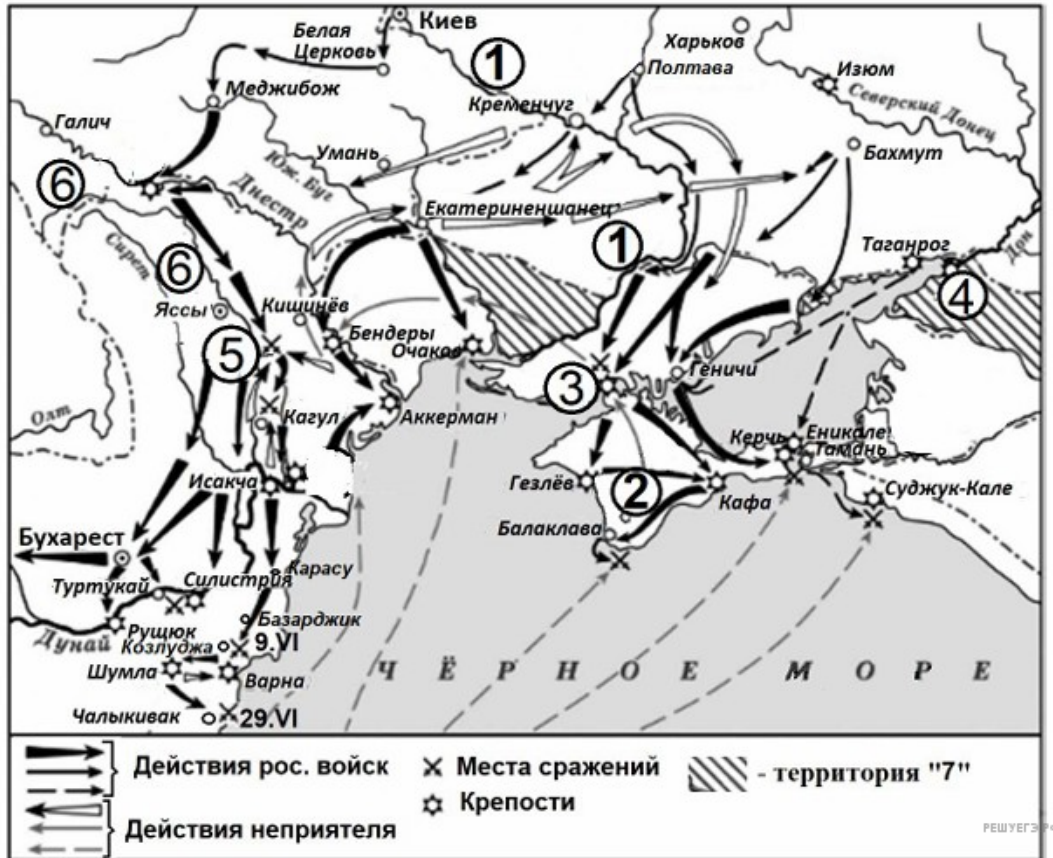 Киев
Белая
Церковь
1
Харьков
Полтава
Изюм
Северский Донец
Меджибож
Кременчуг
Галич
Умань
Бахмут
6
Юж. Буг
Днестр
Екатериненшанец
1
Таганрог
Дон
Сирет
6
4
Яссы
Кишинёв
Бендеры
Очаков
5
3
Геничи
Олт
Кагул
Аккерман
Керчь
Еникале
Тамань
Исакча
Гезлёв
2
Кафа
Суджук-Кале
Балаклава
Бухарест
Туртукай
Силистрия
Карасу
Базарджик
Дунай
Рущюк
Козлуджа
9.VI
Шумла
Варна
ЧЁРНОЕ МОРЕ
Чалыкивак
29.VI
Действия рос. войск
Места сражений
- территория "7"
Крепости
Действия неприятеля
РЕШУЕГЭ.РФ